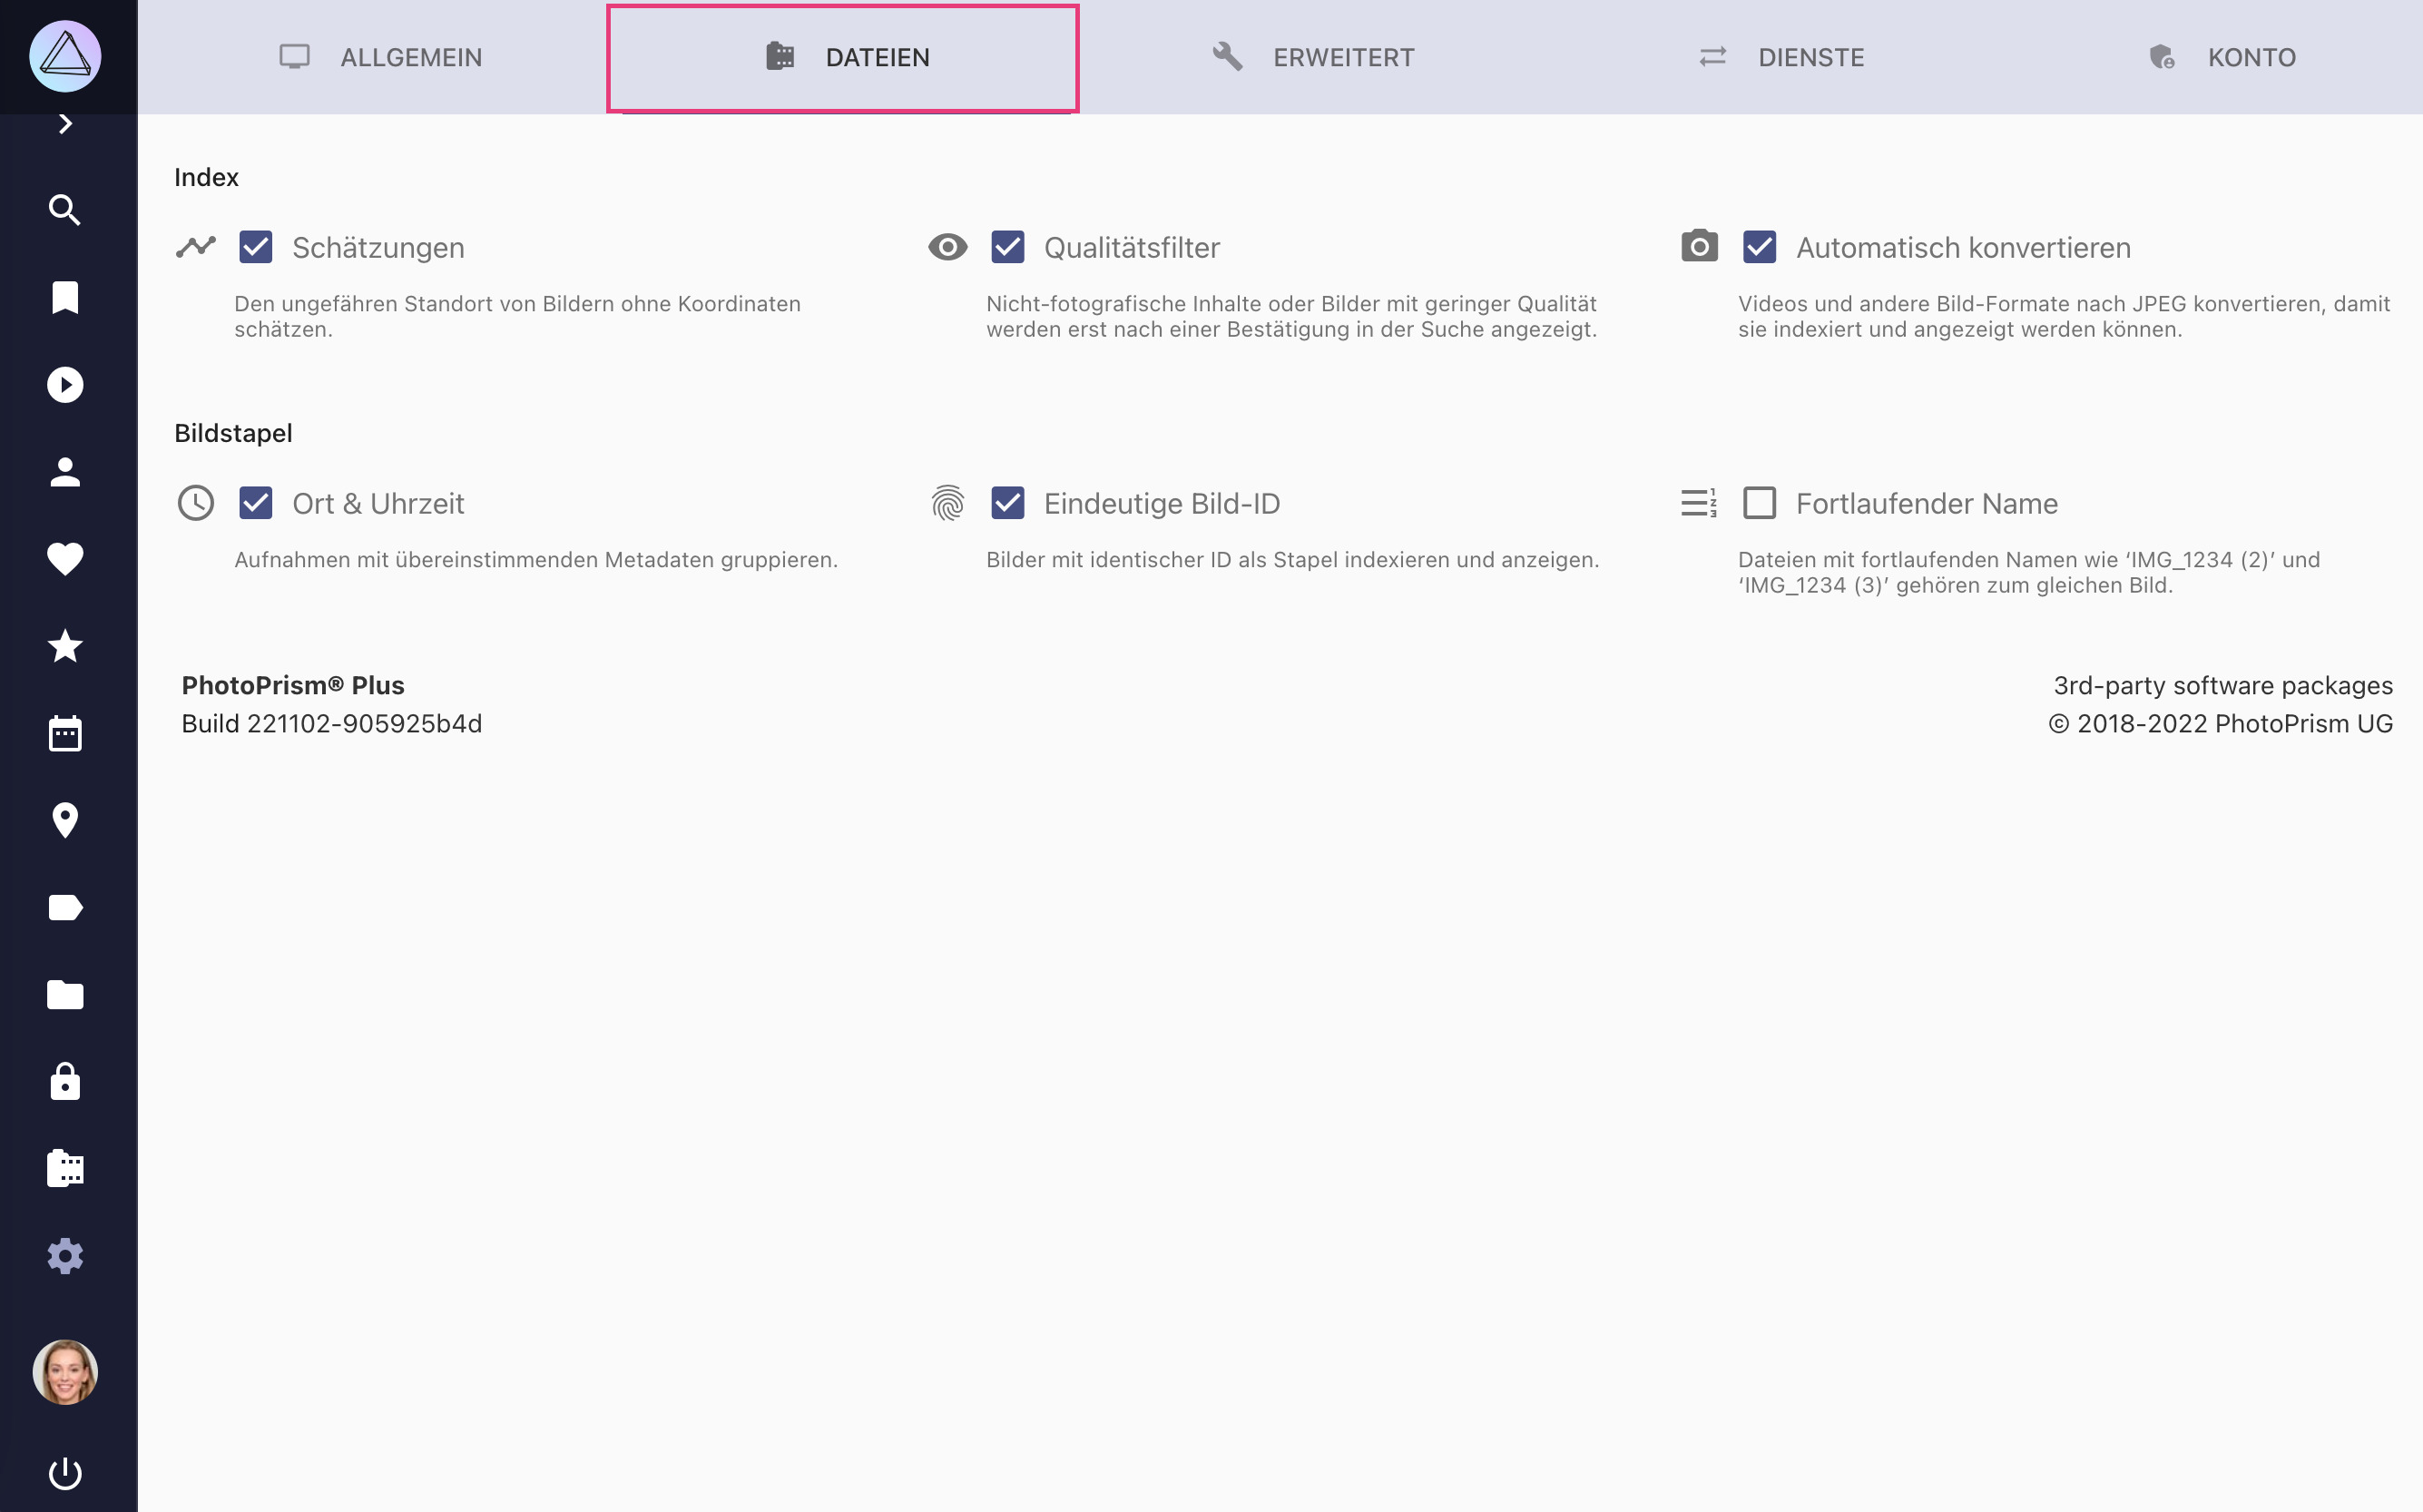 ALLGEMEIN
DATEIEN
ERWEITERT
DIENSTE
KONTO
Index
Schätzungen
Den ungefähren Standort von Bildern ohne Koordinaten
schätzen.
Qualitätsfilter
Nicht-fotografische Inhalte oder Bilder mit geringer Qualität
werden erst nach einer Bestätigung in der Suche angezeigt.
Automatisch konvertieren
Videos und andere Bild-Formate nach JPEG konvertieren, damit
sie indexiert und angezeigt werden können.
Bildstapel
Ort & Uhrzeit
Aufnahmen mit übereinstimmenden Metadaten gruppieren.
Eindeutige Bild-ID
Bilder mit identischer ID als Stapel indexieren und anzeigen.
Fortlaufender Name
Dateien mit fortlaufenden Namen wie ‘IMG_1234 (2)’ und
‘IMG_1234 (3)’ gehören zum gleichen Bild.
PhotoPrism® Plus
Build 221102-905925b4d
3rd-party software packages
© 2018-2022 PhotoPrism UG